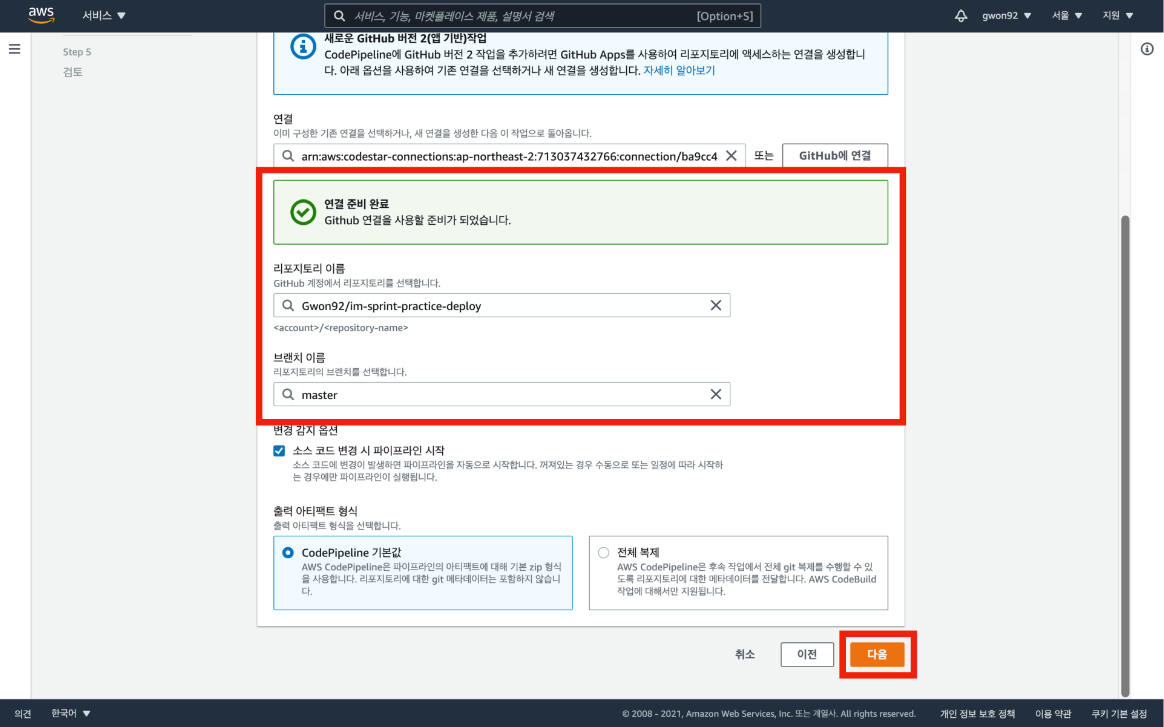 aws
서비스 ▼
서비스, 기능, 마켓플레이스 제품, 설명서 검색
[Option+S]
gwon92 ▼
서울 ▼
지원 ▼
Step 5
검토
새로운 GitHub 버전 2(앱 기반)작업
CodePipeline에 GitHub 버전 2 작업을 추가하려면 GitHub Apps를 사용하여 리포지토리에 액세스하는 연결을 생성합니
다. 아래 옵션을 사용하여 기존 연결을 선택하거나 새 연결을 생성합니다. 자세히 알아보기
연결
이미 구성한 기존 연결을 선택하거나, 새 연결을 생성한 다음 이 작업으로 돌아옵니다.
arn:aws:codestar-connections:ap-northeast-2:713037432766:connection/ba9cc4
또는
GitHub에 연결
연결 준비 완료
Github 연결을 사용할 준비가 되었습니다.
리포지토리 이름
GitHub 계정에서 리포지토리를 선택합니다.
Gwon92/im-sprint-practice-deploy
<account>/<repository-name>
브랜치 이름
리포지토리의 브랜치를 선택합니다.
master
변경 감지 옵션
소스 코드 변경 시 파이프라인 시작
소스 코드에 변경이 발생하면 파이프라인을 자동으로 시작합니다. 꺼져있는 경우 수동으로 또는 일정에 따라 시작하
는 경우에만 파이프라인이 실행됩니다.
출력 아티팩트 형식
출력 아티팩트 형식을 선택합니다.
CodePipeline 기본값
AWS CodePipeline은 파이프라인의 아티팩트에 대해 기본 zip 형식
을 사용합니다. 리포지토리에 대한 git 메타데이터는 포함하지 않습니
다.
전체 복제
AWS CodePipeline은 후속 작업에서 전체 git 복제를 수행할 수 있
도록 리포지토리에 대한 메타데이터를 전달합니다. AWS CodeBuild
작업에 대해서만 지원됩니다.
취소
이전
다음
의견
한국어 ▼
© 2008 - 2021, Amazon Web Services, Inc. 또는 계열사. All rights reserved.
개인 정보 보호 정책
이용 약관
쿠키 기본 설정